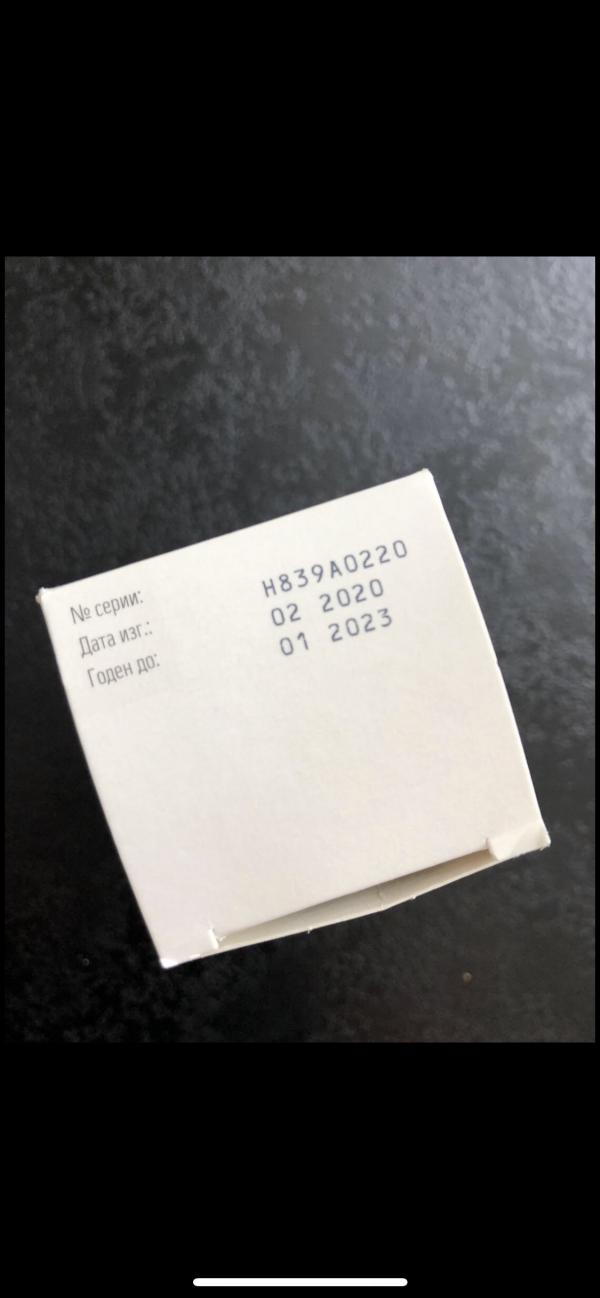 № серии: H839A0220
Дата изг.: 02 2020
Годен до: 01 2023